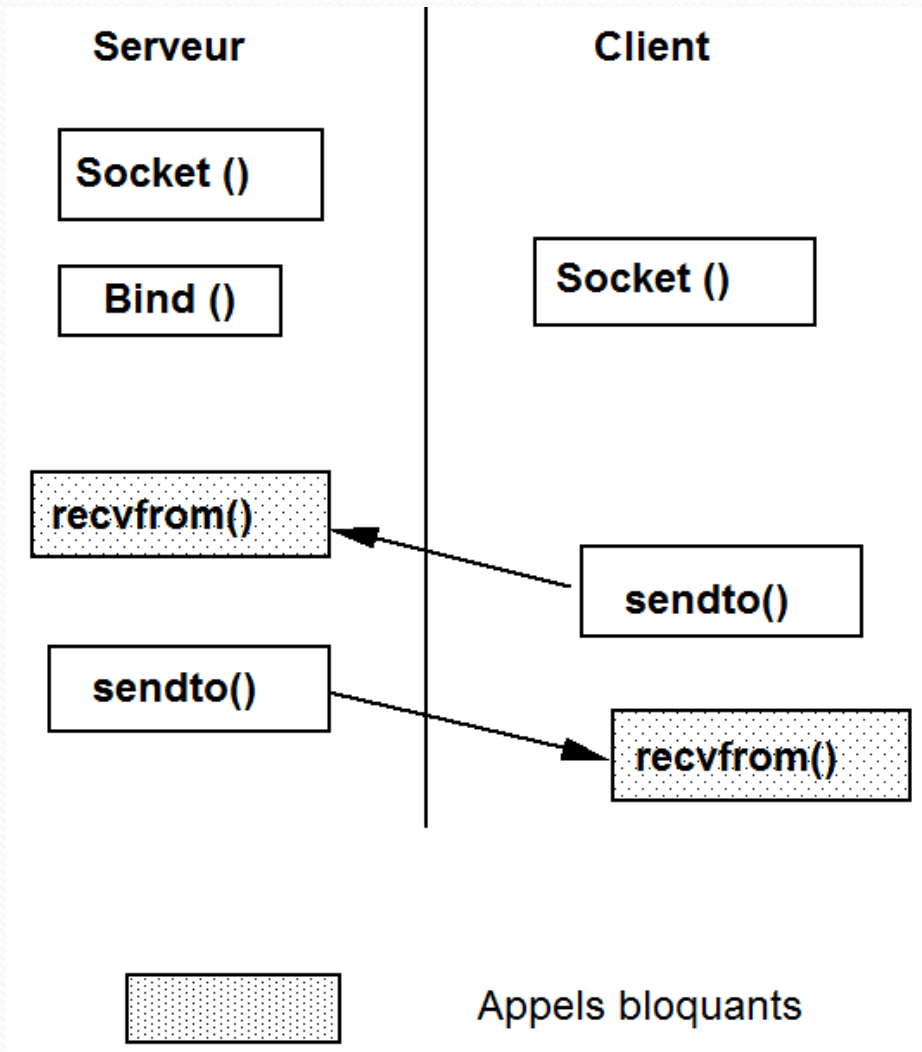 Serveur
Client
Socket ()
Bind ()
Socket ()
recvfrom()
sendto()
sendto()
recvfrom()
Appels bloquants